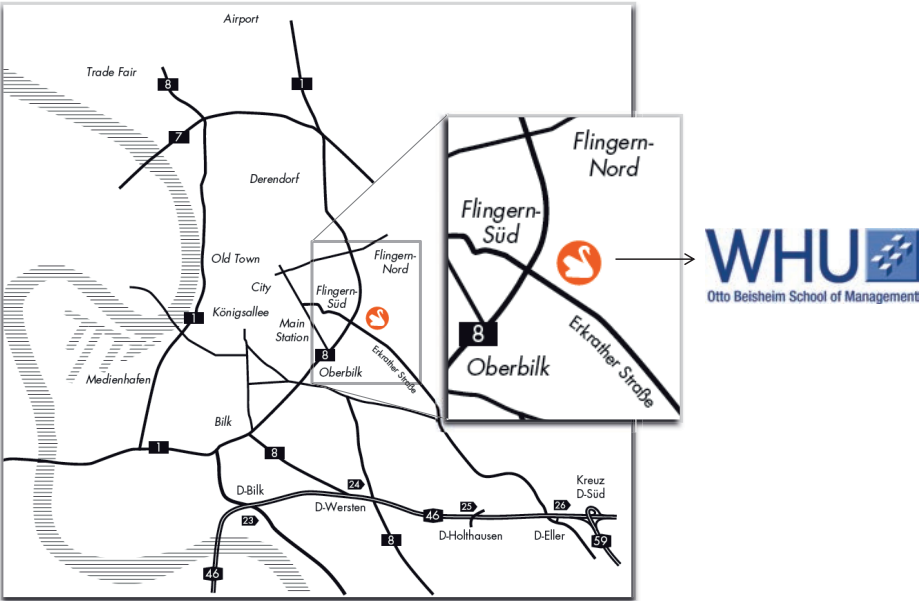 Airport
Trade Fair
8
1
7
Derendorf
Old Town
City
Flingern-
Nord
Flingern-
Süd
Königsallee
1
Main
Station
8
Oberbilk
Erkrather Straße
Medienhafen
Bilk
1
8
D-Bilk
24
D-Wersten
23
46
25
26
Kreuz
D-Süd
D-Holthausen
D-Eller
59
8
46
Flingern-
Nord
Flingern-
Süd
8
Oberbilk
Erkrather Straße
WHU
Otto Beisheim School of Management